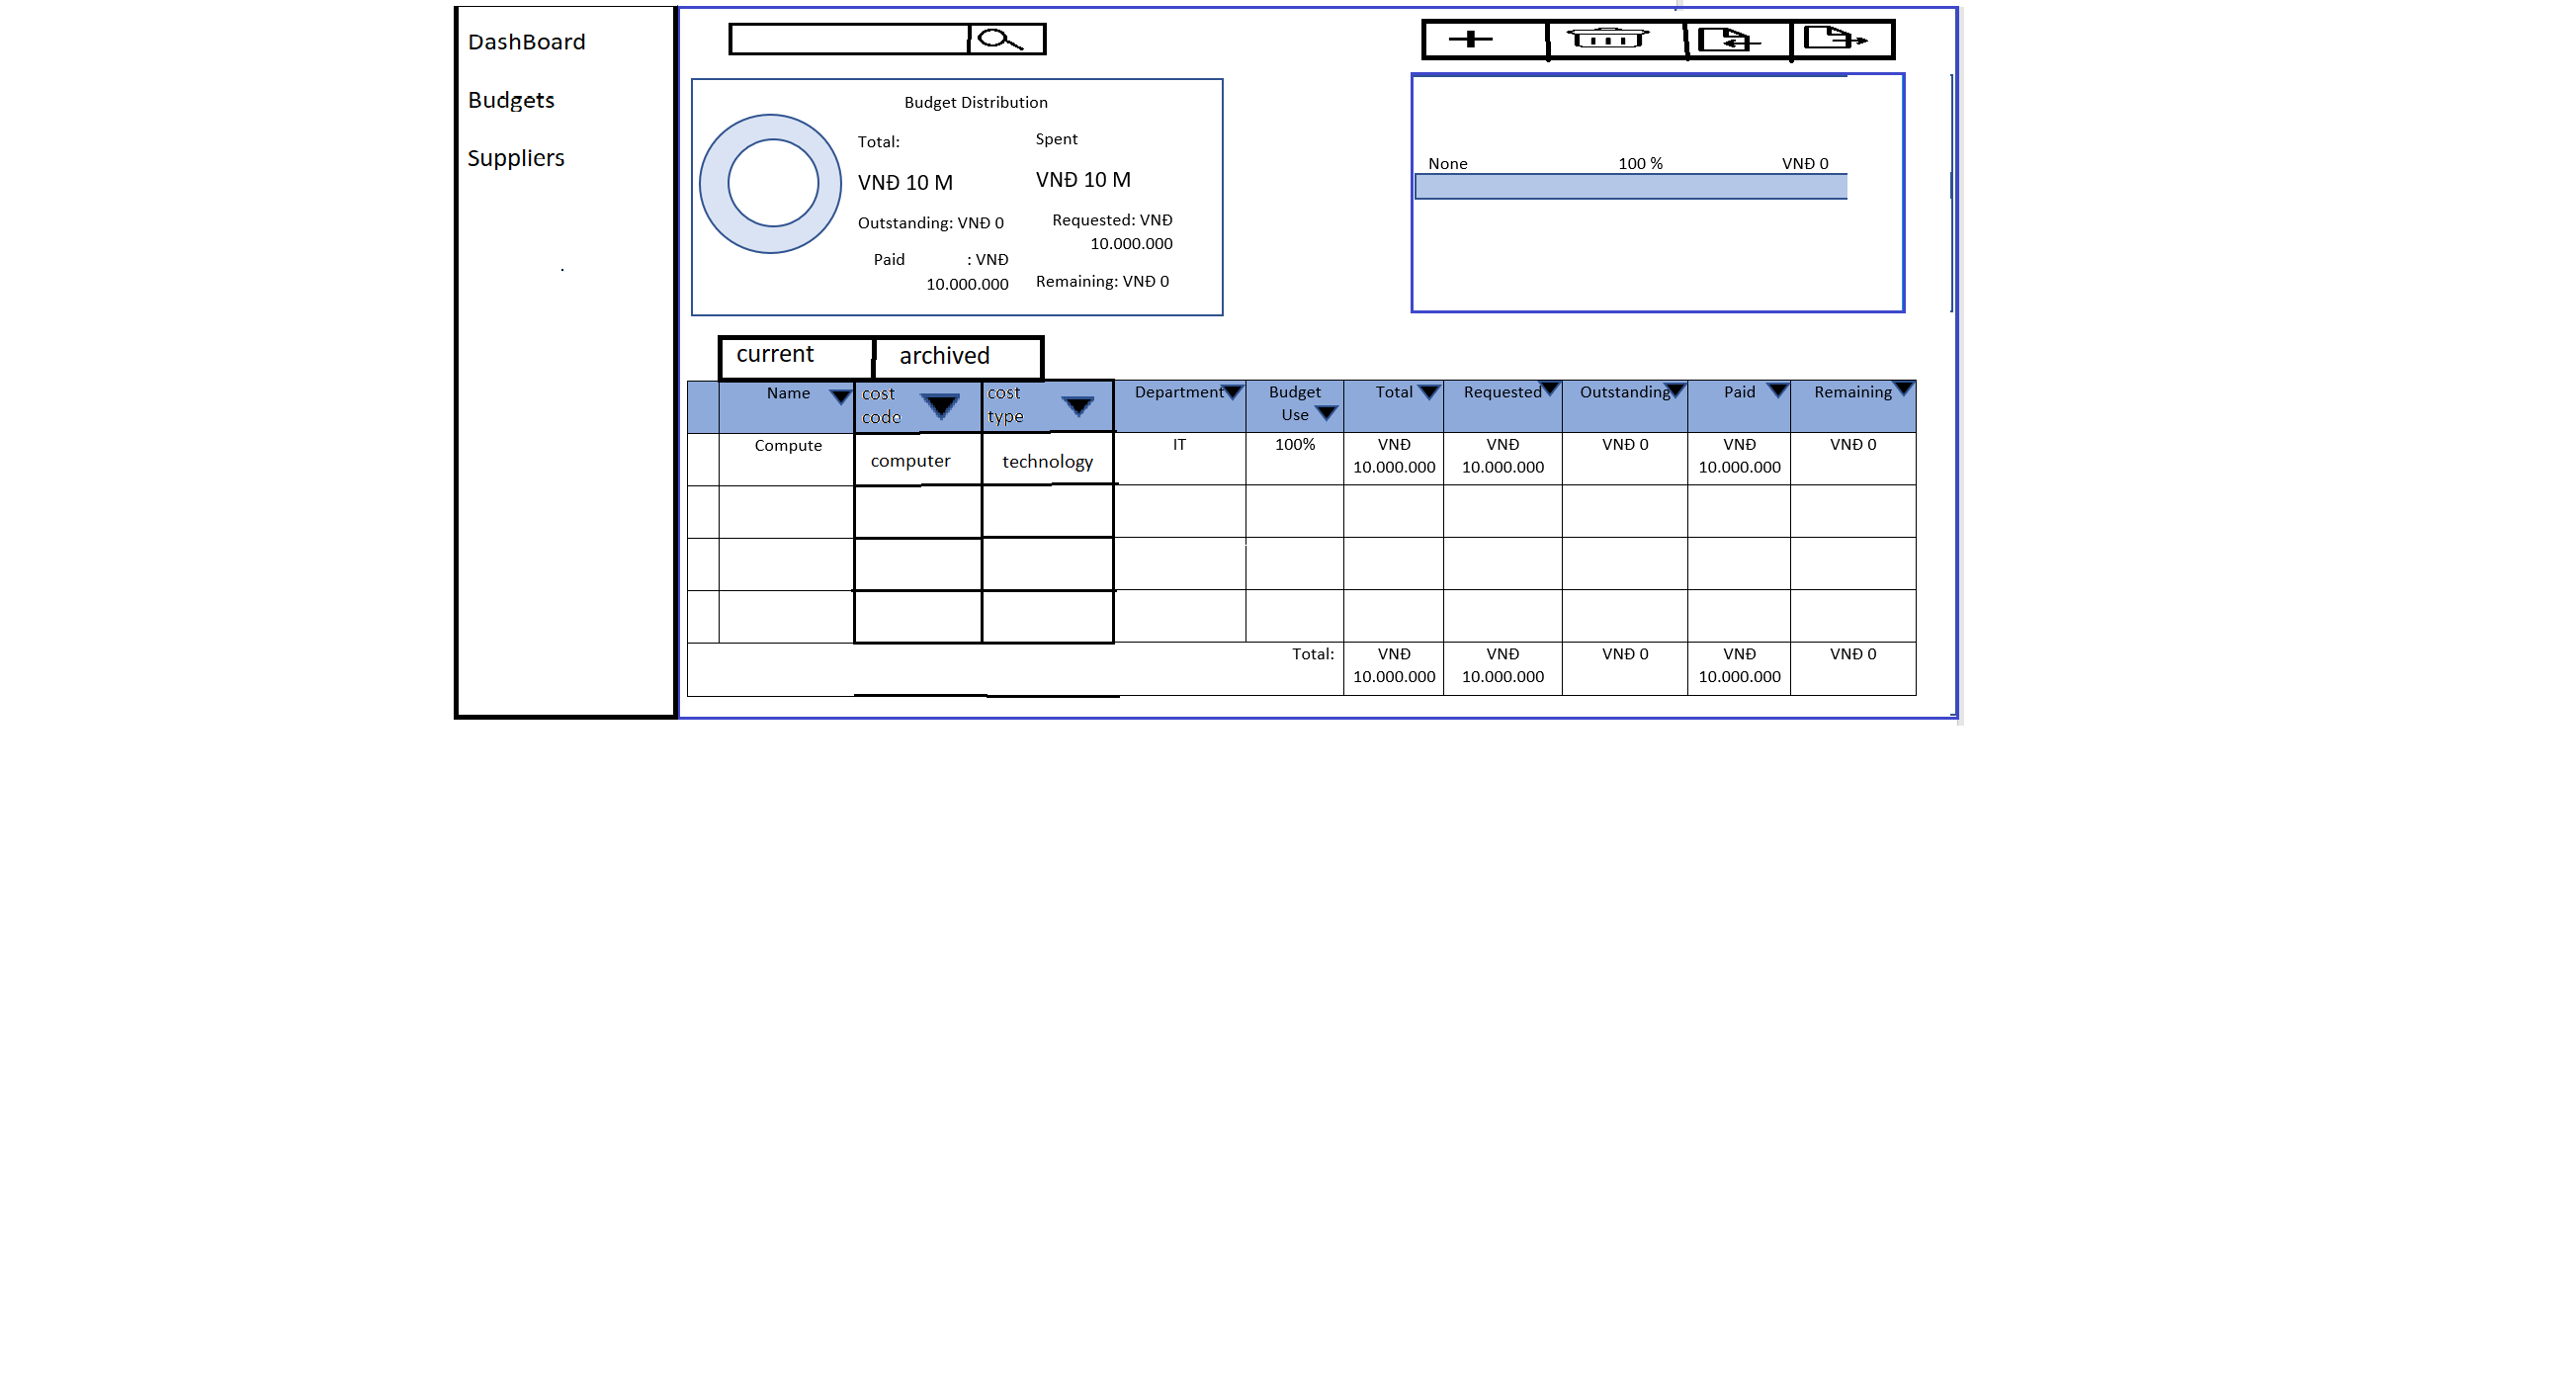 DashBoard
Budgets
Suppliers
Budget Distribution
Total:
VNĐ 10 M
Outstanding: VNĐ 0
Paid : VNĐ
10.000.000
Spent
VNĐ 10 M
Requested: VNĐ
10.000.000
Remaining: VNĐ 0
None 100 % VNĐ 0
current archived
Name
cost
code
cost
type
Department
Budget
Use
Total
Requested
Outstanding
Paid
Remaining
Compute
computer
technology
IT
100%
VNĐ
10.000.000
VNĐ
10.000.000
VNĐ 0
VNĐ
10.000.000
VNĐ 0
Total:
VNĐ
10.000.000
VNĐ
10.000.000
VNĐ 0
VNĐ
10.000.000
VNĐ 0